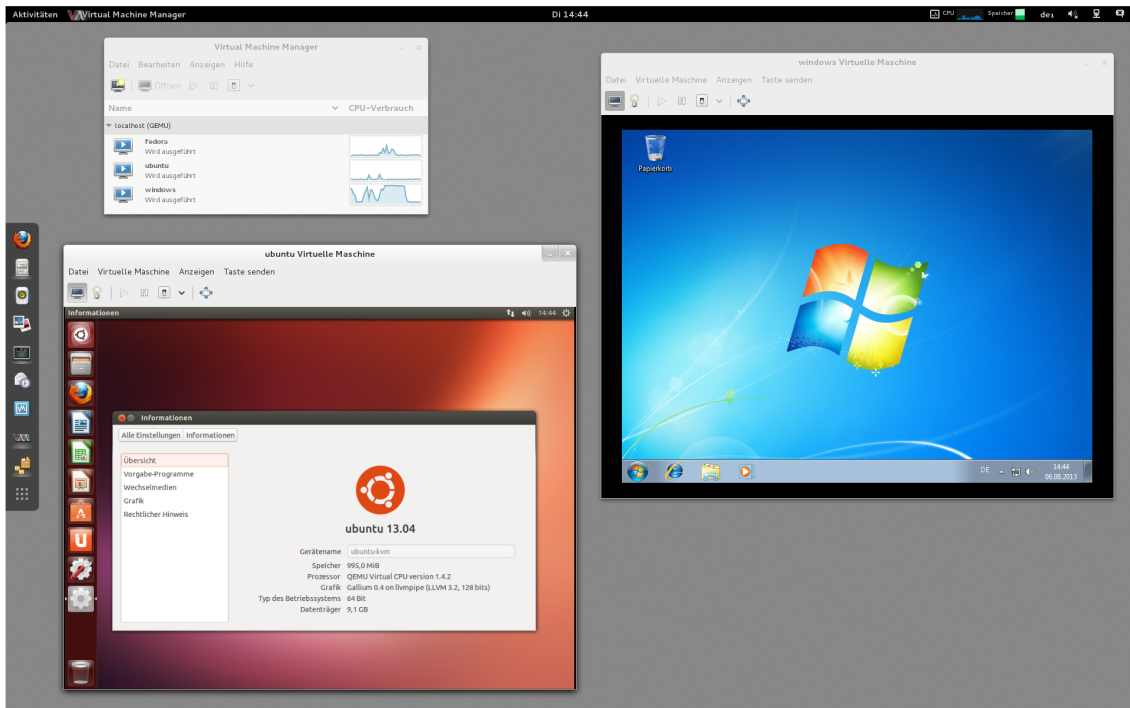 Aktivitäten Virtual Machine Manager Di 14:44 CPU Speicher de1
Virtual Machine Manager
Datei Bearbeiten Anzeigen Hilfe
Öffnen
Name CPU-Verbrauch
localhost (QEMU)
fedora
Wird ausgeführt
ubuntu
Wird ausgeführt
windows
Wird ausgeführt
windows Virtuelle Maschine
Datei Virtuelle Maschine Anzeigen Taste senden
Papierkorb
DE 14:44
06.08.2013
ubuntu Virtuelle Maschine
Datei Virtuelle Maschine Anzeigen Taste senden
Informationen 14:44
Informationen
Alle Einstellungen Informationen
Übersicht
Vorgabe-Programme
Wechselmedien
Grafik
Rechtlicher Hinweis
ubuntu 13.04
Gerätename ubuntu-kvm
Speicher 995,0 MiB
Prozessor QEMU Virtual CPU version 1.4.2
Grafik Gallium 0.4 on llvmpipe (LLVM 3.2, 128 bits)
Typ des Betriebssystems 64 Bit
Datenträger 9,1 GB